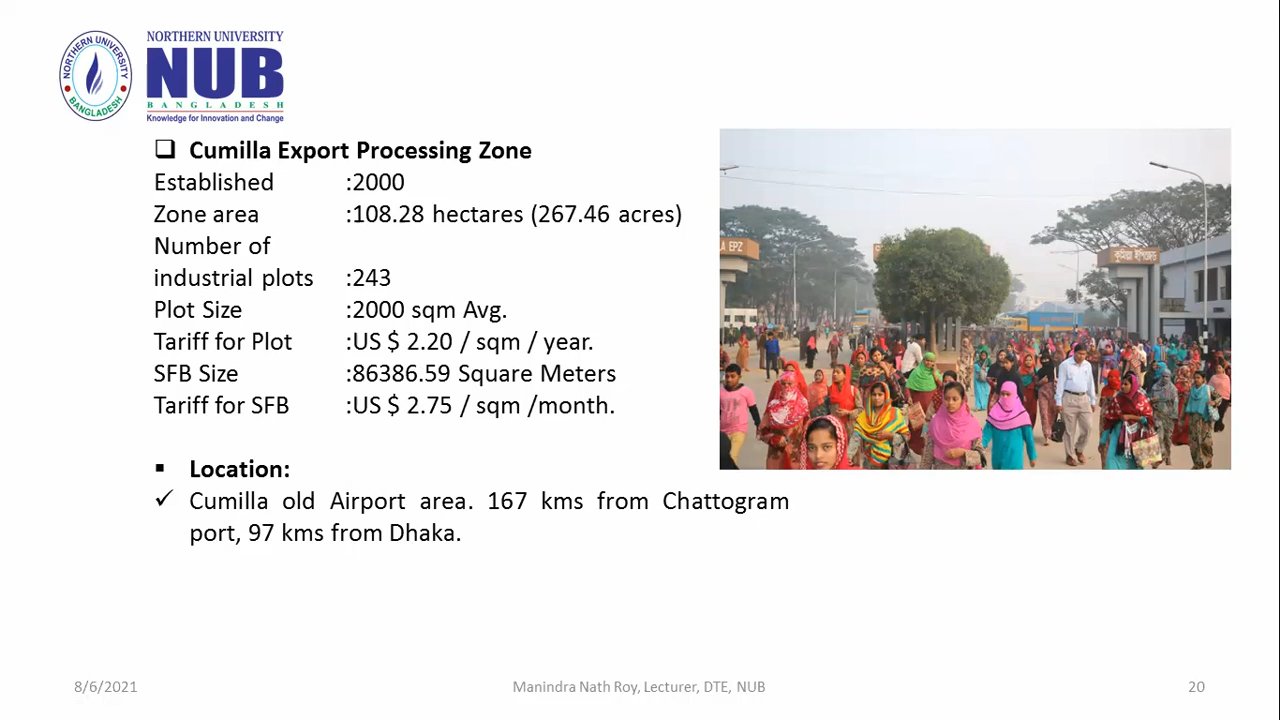 NORTHERN UNIVERSITY
BANGLADESH
NORTHERN UNIVERSITY
NUB
BANGLADESH
Knowledge for Innovation and Change
❑ Cumilla Export Processing Zone
Established :2000
Zone area :108.28 hectares (267.46 acres)
Number of
industrial plots :243
Plot Size :2000 sqm Avg.
Tariff for Plot :US $ 2.20 / sqm / year.
SFB Size :86386.59 Square Meters
Tariff for SFB :US $ 2.75 / sqm /month.
EPZ
কুমিল্লা ইপিজেড
▪ Location:
✓ Cumilla old Airport area. 167 kms from Chattogram
port, 97 kms from Dhaka.
8/6/2021
Manindra Nath Roy, Lecturer, DTE, NUB
20